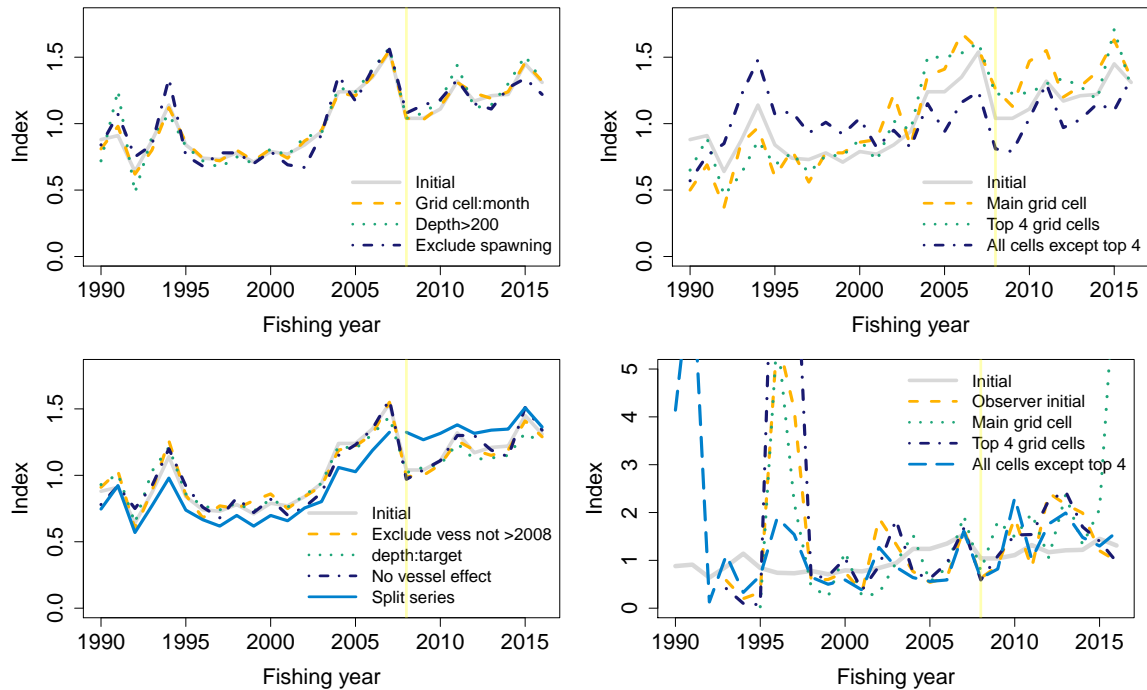 Index
1.5
1.0
0.5
0.0
Initial
Grid cell:month
Depth>200
Exclude spawning
1990 1995 2000 2005 2010 2015
Fishing year
Index
1.5
1.0
0.5
0.0
Initial
Main grid cell
Top 4 grid cells
All cells except top 4
1990 1995 2000 2005 2010 2015
Fishing year
Index
1.5
1.0
0.5
0.0
Initial
Exclude vess not >2008
depth:target
No vessel effect
Split series
1990 1995 2000 2005 2010 2015
Fishing year
Index
5
4
3
2
1
0
Initial
Observer initial
Main grid cell
Top 4 grid cells
All cells except top 4
1990 1995 2000 2005 2010 2015
Fishing year